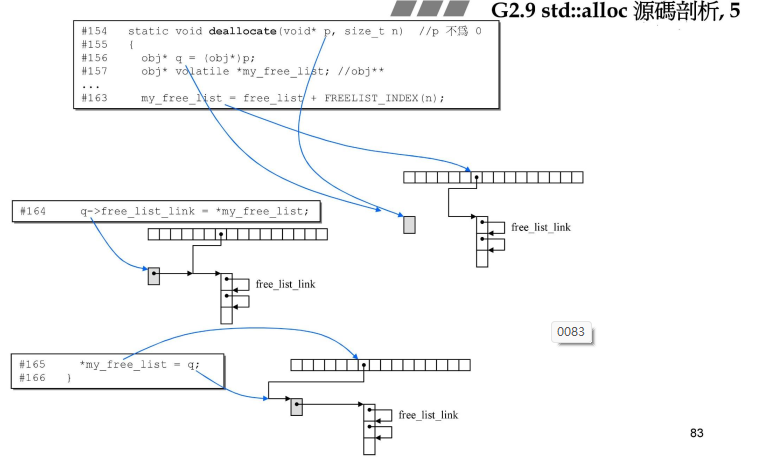 G2.9 std::alloc 源碼剖析, 5
#154 static void deallocate(void* p, size_t n) //p 不爲 0
#155 {
#156 obj* q = (obj*)p;
#157 obj* volatile *my_free_list; //obj**
...
#163 my_free_list = free_list + FREELIST_INDEX(n);
free_list_link
#164 q->free_list_link = *my_free_list;
free_list_link
0083
#165 *my_free_list = q;
#166 }
free_list_link
83